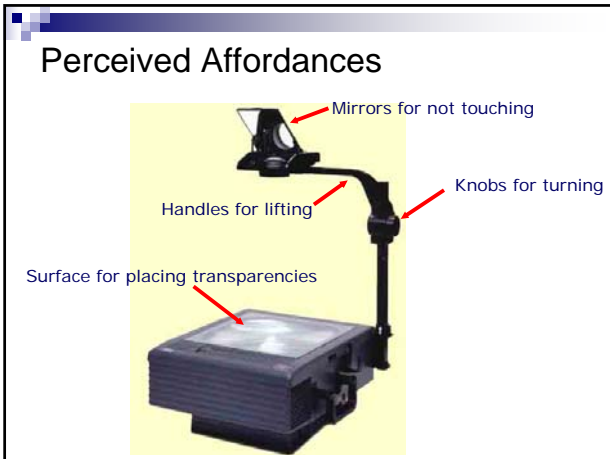 Perceived Affordances
Mirrors for not touching
Knobs for turning
Handles for lifting
Surface for placing transparencies